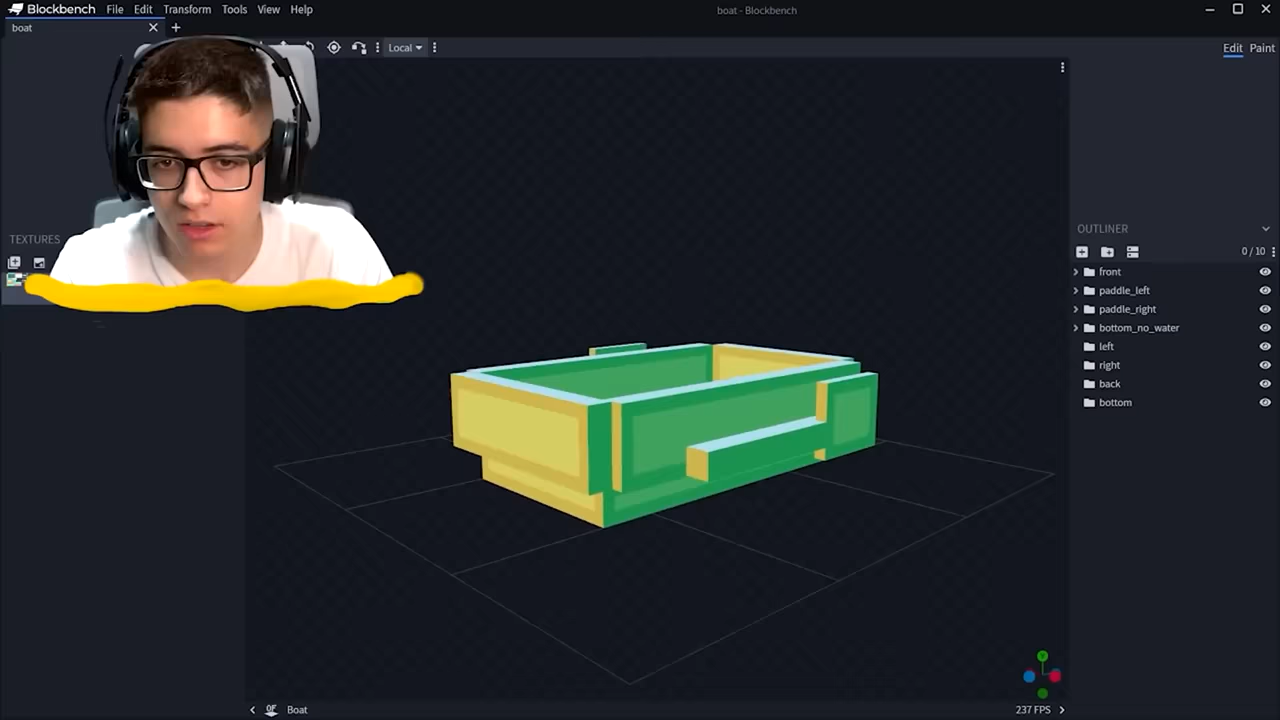 Blockbench File Edit Transform Tools View Help
boat - Blockbench
boat
Local
Edit Paint
TEXTURES
OUTLINER
0 / 10
front
paddle_left
paddle_right
bottom_no_water
left
right
back
bottom
Boat
237 FPS